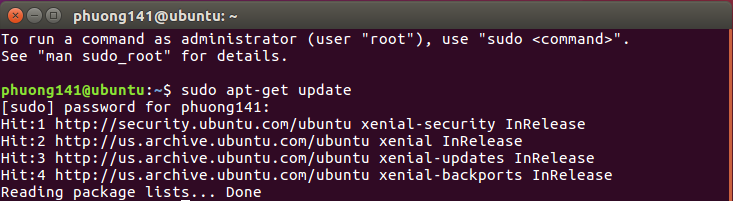 phuong141@ubuntu: ~
To run a command as administrator (user "root"), use "sudo <command>".
See "man sudo_root" for details.
phuong141@ubuntu:~$ sudo apt-get update
[sudo] password for phuong141:
Hit:1 http://security.ubuntu.com/ubuntu xenial-security InRelease
Hit:2 http://us.archive.ubuntu.com/ubuntu xenial InRelease
Hit:3 http://us.archive.ubuntu.com/ubuntu xenial-updates InRelease
Hit:4 http://us.archive.ubuntu.com/ubuntu xenial-backports InRelease
Reading package lists... Done